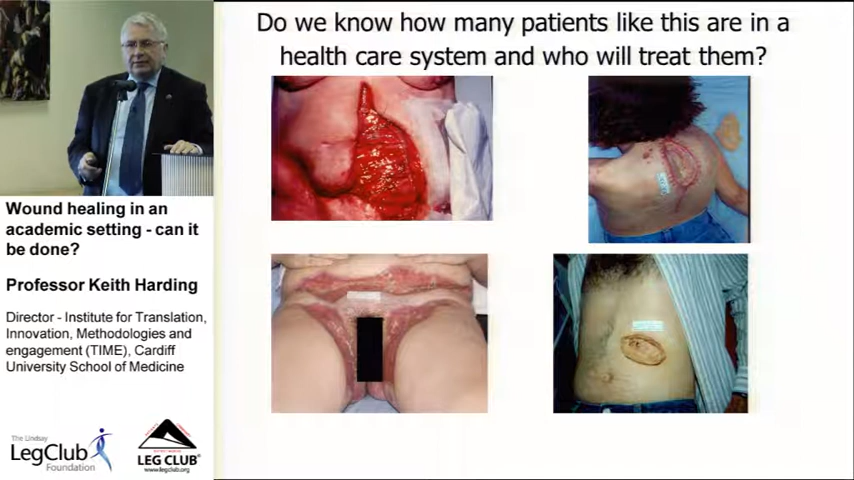 Do we know how many patients like this are in a
health care system and who will treat them?
Wound healing in an
academic setting - can it
be done?
Professor Keith Harding
Director - Institute for Translation,
Innovation, Methodologies and
engagement (TIME), Cardiff
University School of Medicine
The Lindsay
LegClub
Foundation
LEG CLUB®
www.legclub.org